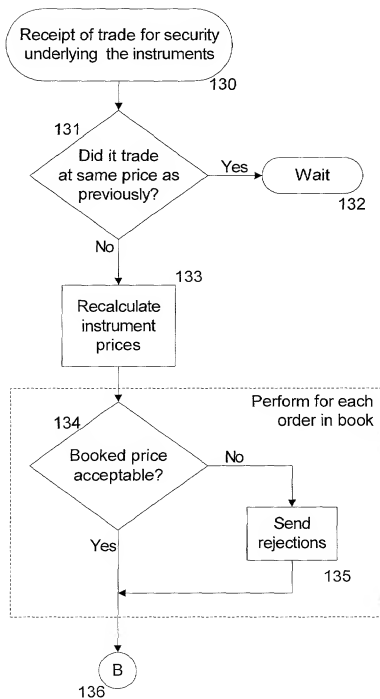 Receipt of trade for security
underlying the instruments
130
131
Did it trade
at same price as
previously?
Yes
Wait
132
No
133
Recalculate
instrument
prices
Perform for each
order in book
134
Booked price
acceptable?
No
Send
rejections
135
Yes
B
136